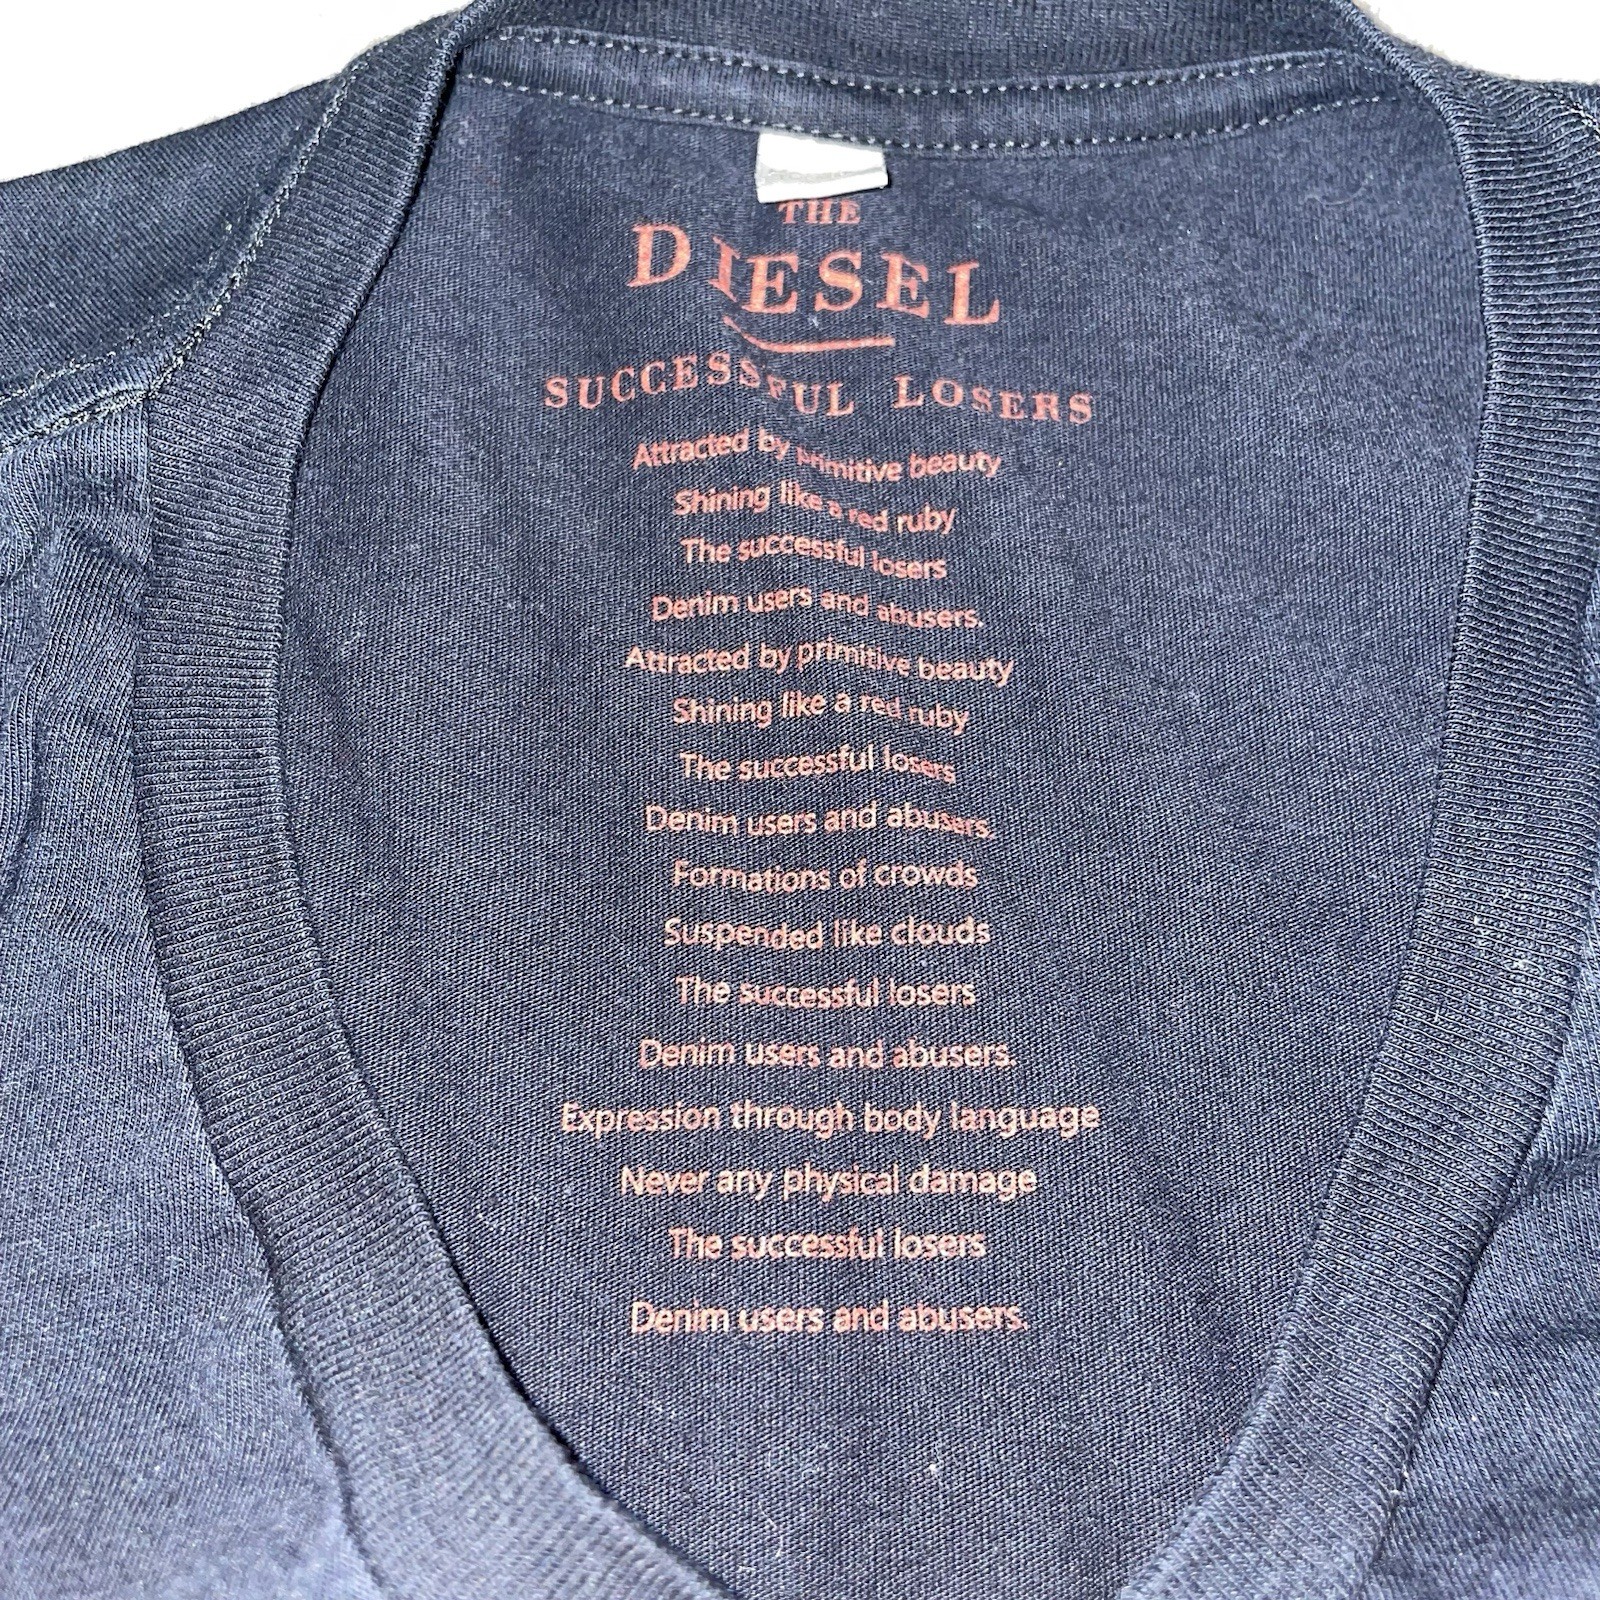 THE
DIESEL
SUCCESSFUL LOSERS
Attracted by primitive beauty
Shining like a red ruby
The successful losers
Denim users and abusers.
Attracted by primitive beauty
Shining like a red ruby
The successful losers
Denim users and abusers.
Formations of crowds
Suspended like clouds
The successful losers
Denim users and abusers.
Expression through body language
Never any physical damage
The successful losers
Denim users and abusers.